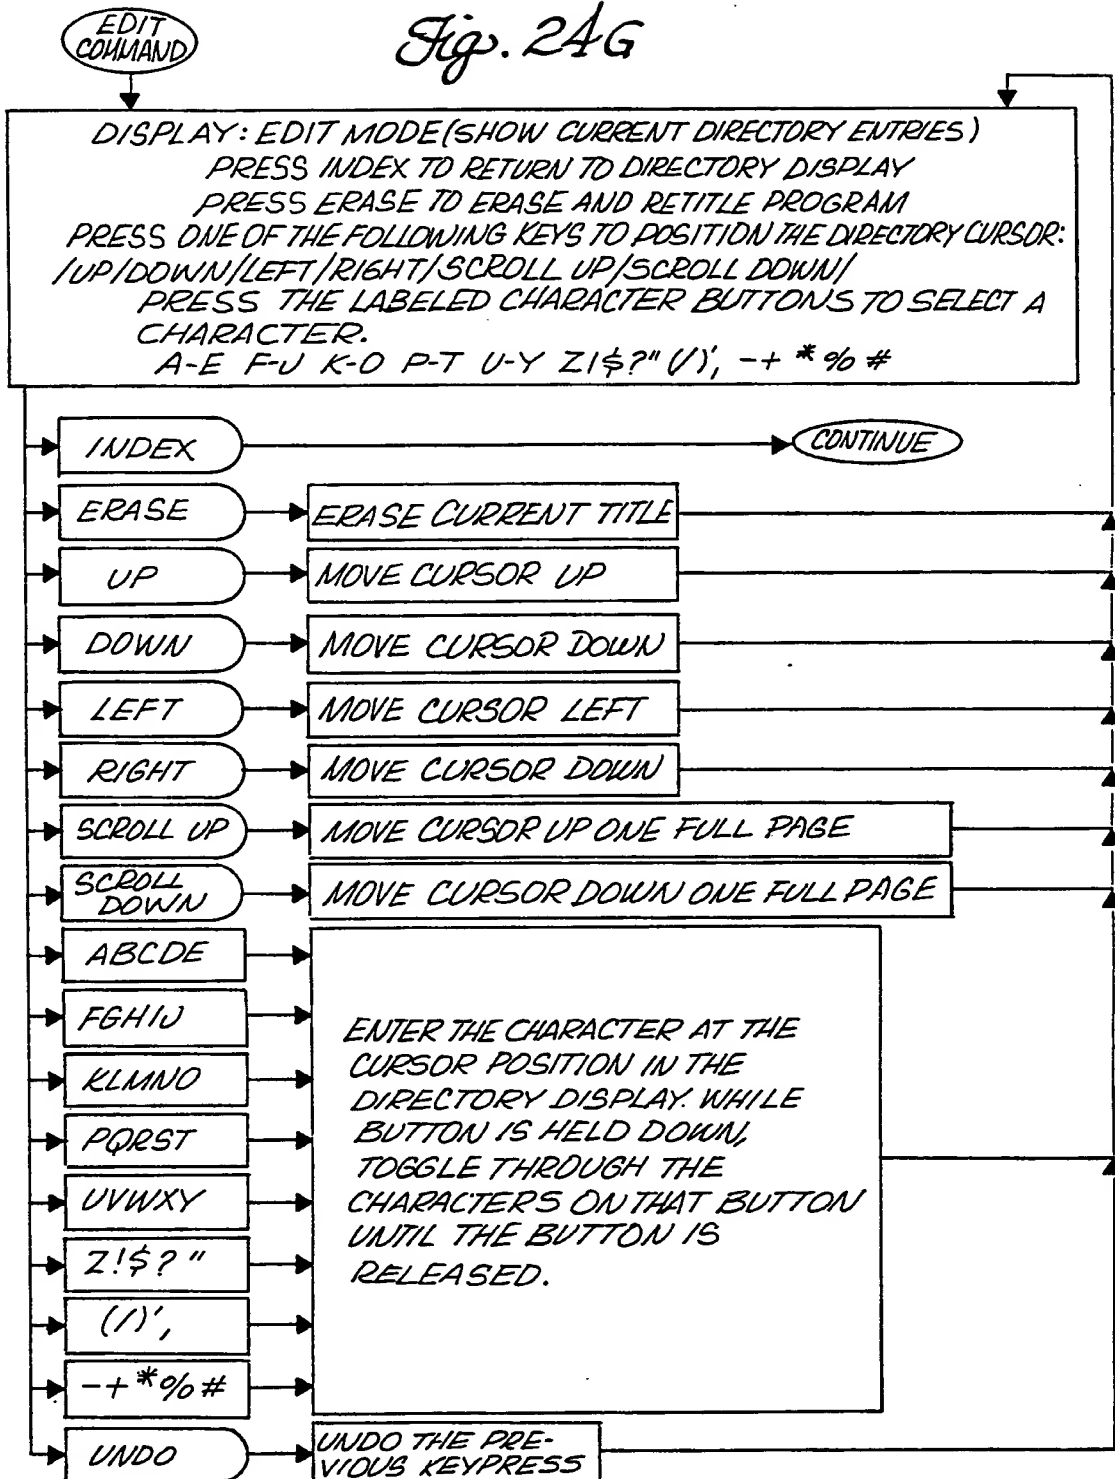 EDIT
COMMAND
Fig. 24G
DISPLAY: EDIT MODE (SHOW CURRENT DIRECTORY ENTRIES)
PRESS INDEX TO RETURN TO DIRECTORY DISPLAY
PRESS ERASE TO ERASE AND RETITLE PROGRAM
PRESS ONE OF THE FOLLOWING KEYS TO POSITION THE DIRECTORY CURSOR:
/UP/DOWN/LEFT/RIGHT/SCROLL UP/SCROLL DOWN/
PRESS THE LABELED CHARACTER BUTTONS TO SELECT A
CHARACTER.
A-E F-J K-O P-T U-Y Z!$?" (/)', -+*%#
INDEX
CONTINUE
ERASE
ERASE CURRENT TITLE
UP
MOVE CURSOR UP
DOWN
MOVE CURSOR DOWN
LEFT
MOVE CURSOR LEFT
RIGHT
MOVE CURSOR DOWN
SCROLL UP
MOVE CURSOR UP ONE FULL PAGE
SCROLL
DOWN
MOVE CURSOR DOWN ONE FULL PAGE
ABCDE
FGHIJ
KLMNO
PQRST
UVWXY
Z!$?"
(/)',
-+*%#
ENTER THE CHARACTER AT THE
CURSOR POSITION IN THE
DIRECTORY DISPLAY. WHILE
BUTTON IS HELD DOWN,
TOGGLE THROUGH THE
CHARACTERS ON THAT BUTTON
UNTIL THE BUTTON IS
RELEASED.
UNDO
UNDO THE PRE-
VIOUS KEYPRESS